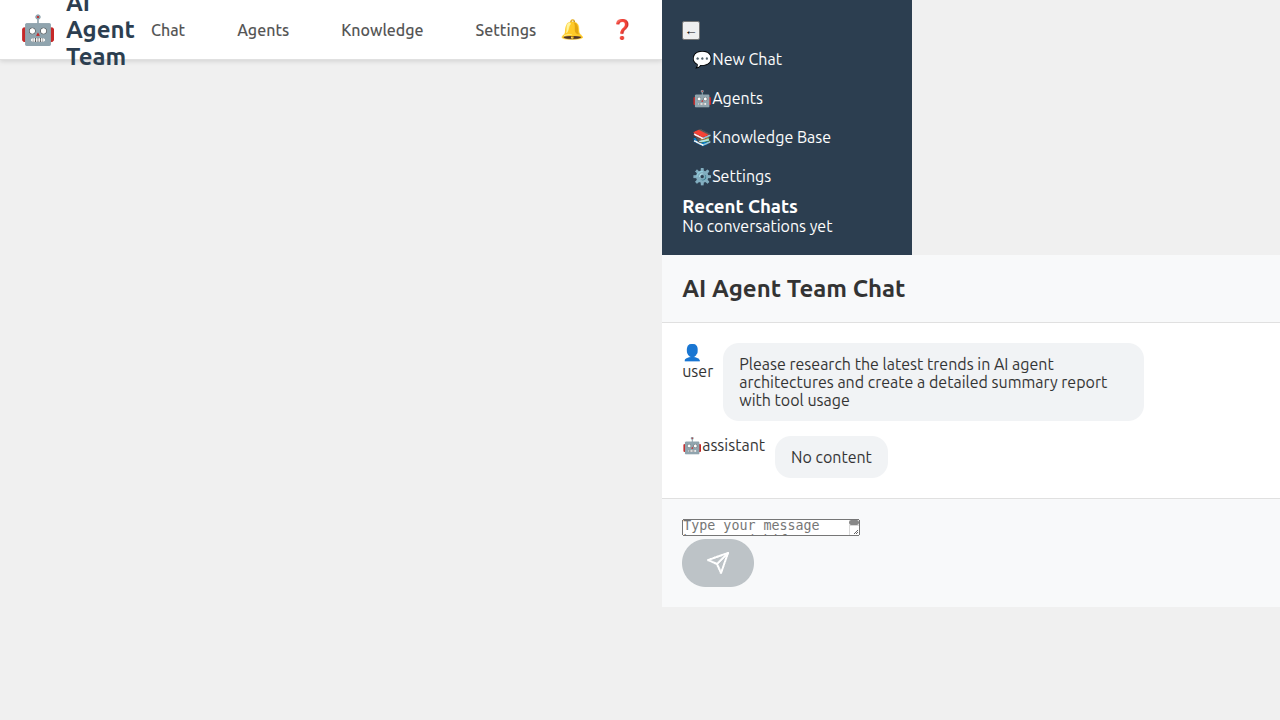 AI
Agent
Team
Chat
Agents
Knowledge
Settings
←
New Chat
Agents
Knowledge Base
Settings
Recent Chats
No conversations yet
AI Agent Team Chat
user
Please research the latest trends in AI agent
architectures and create a detailed summary report
with tool usage
assistant
No content
Type your message